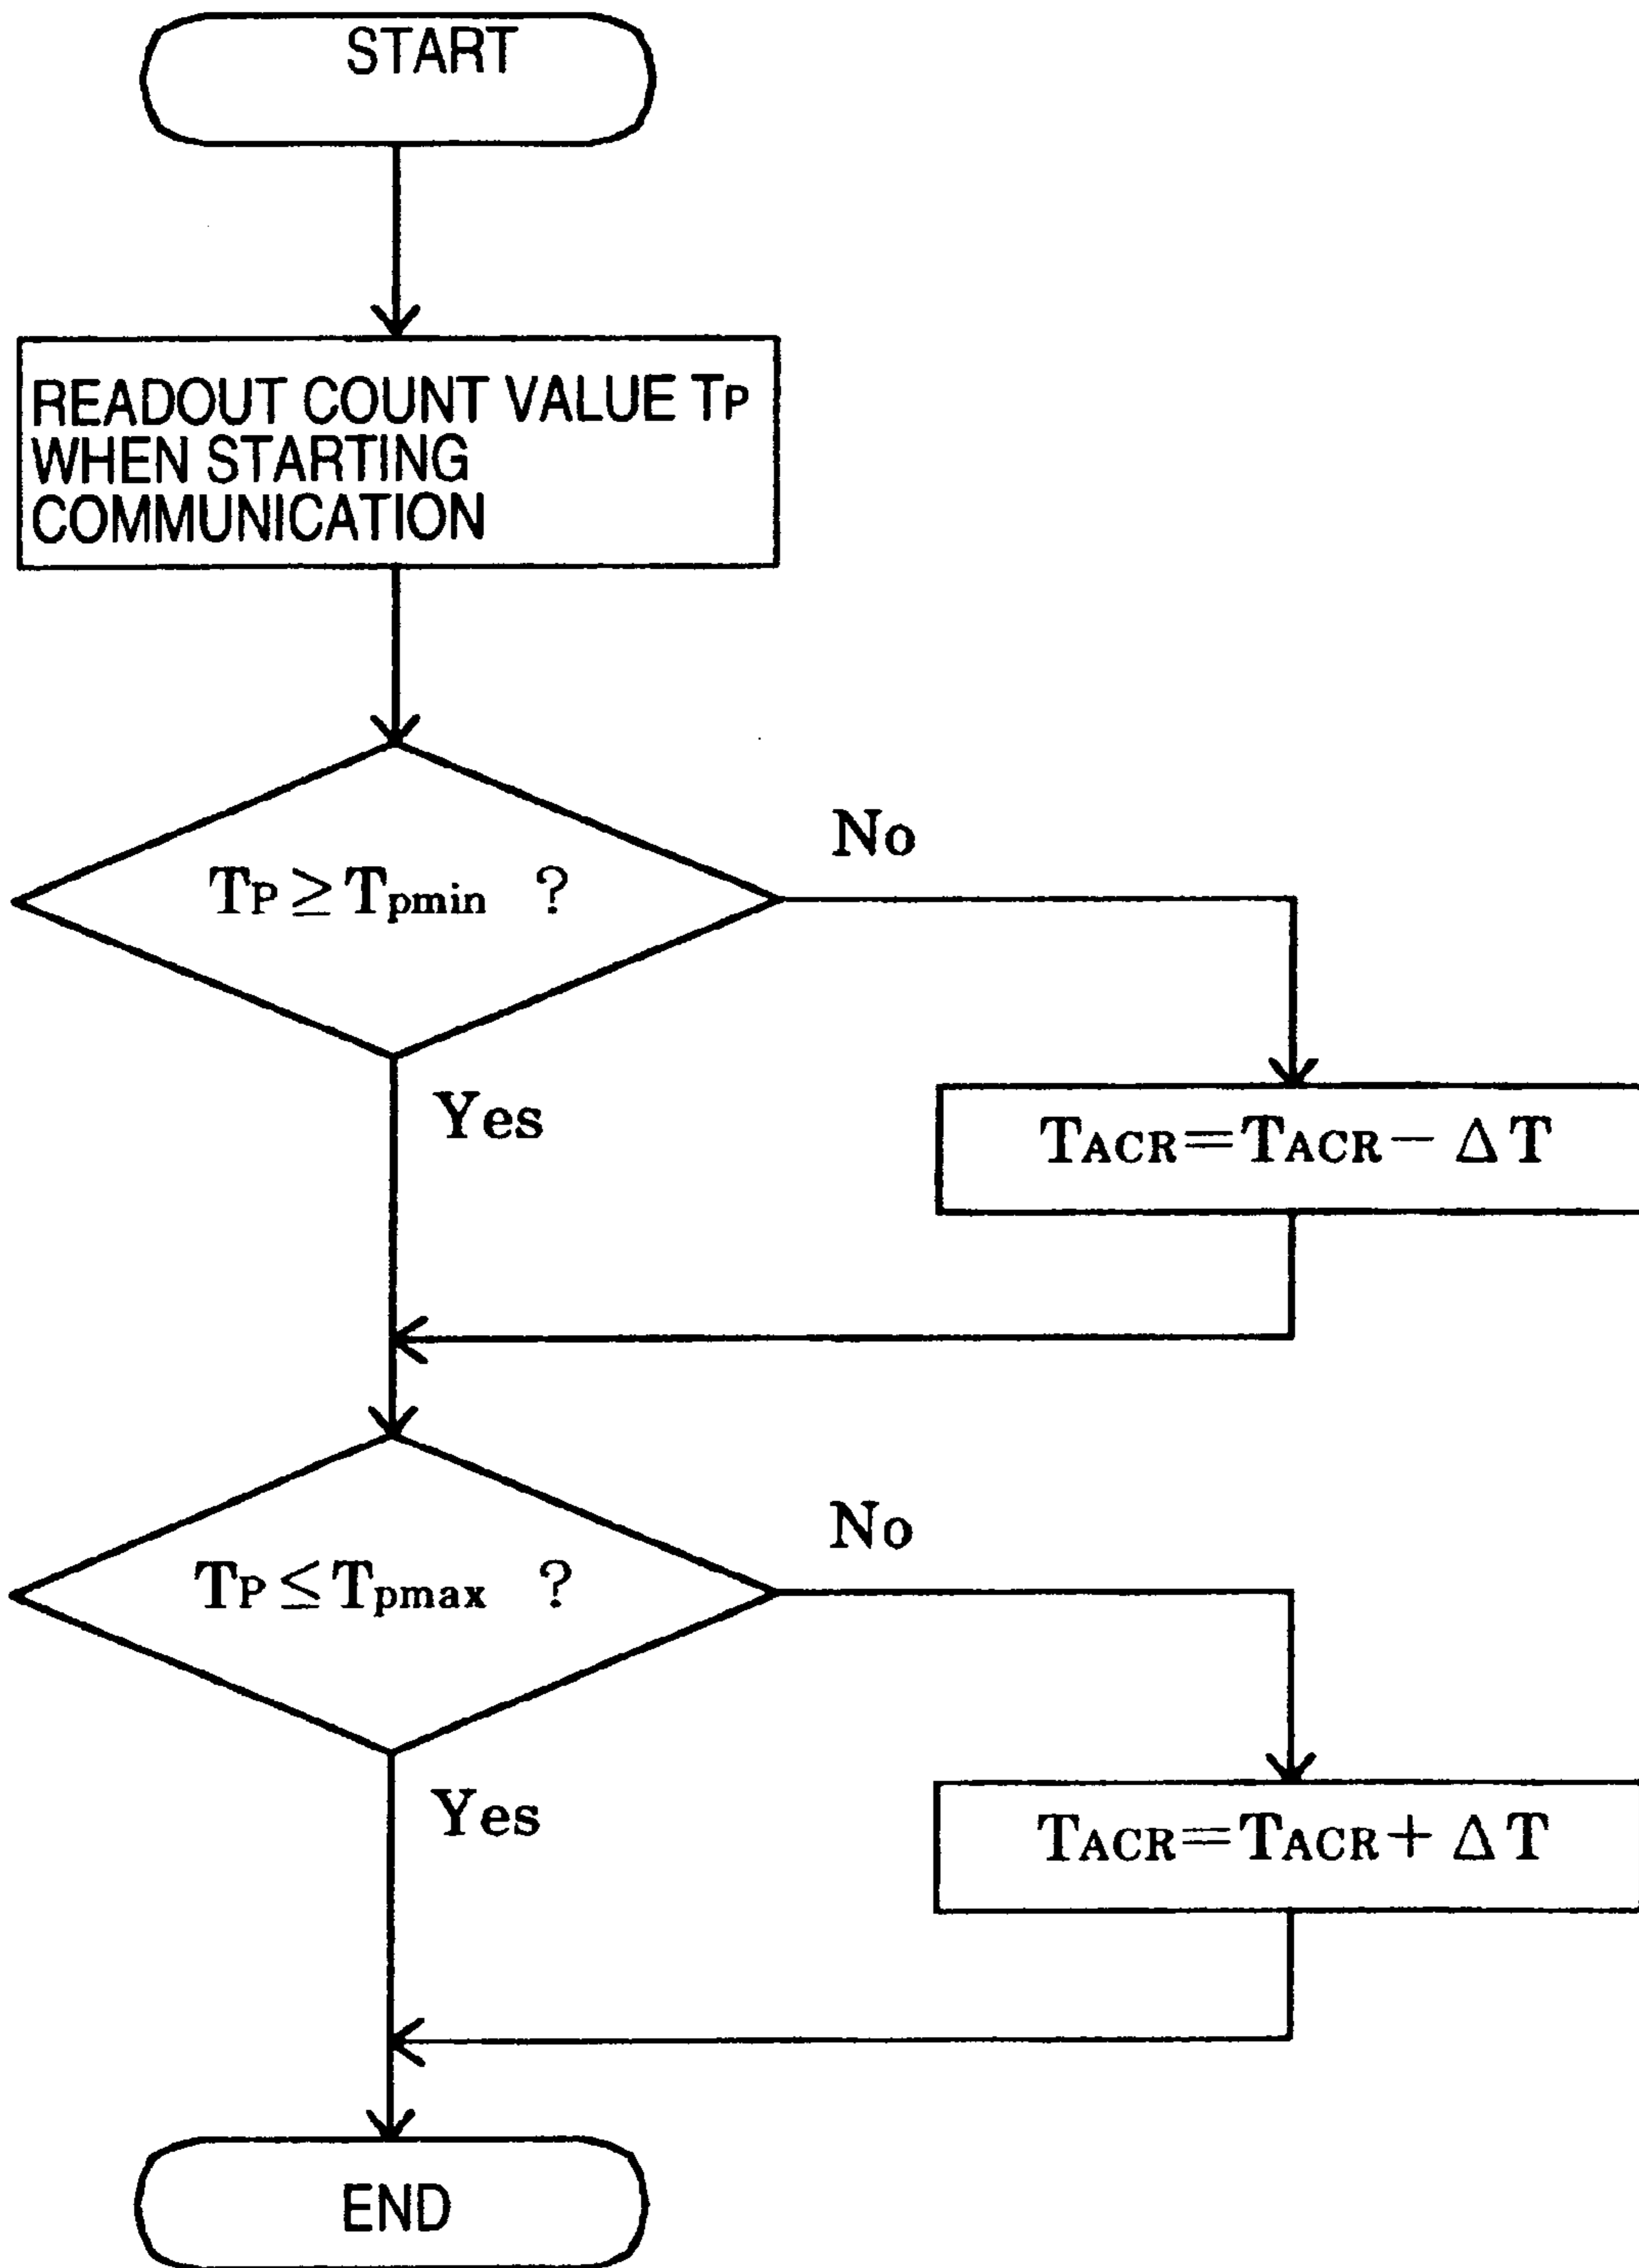 START
READOUT COUNT VALUE TP
WHEN STARTING
COMMUNICATION
TP ≥ Tpmin ?
No
Yes
TACR=TACR− ΔT
TP ≤ Tpmax ?
No
Yes
TACR=TACR+ ΔT
END